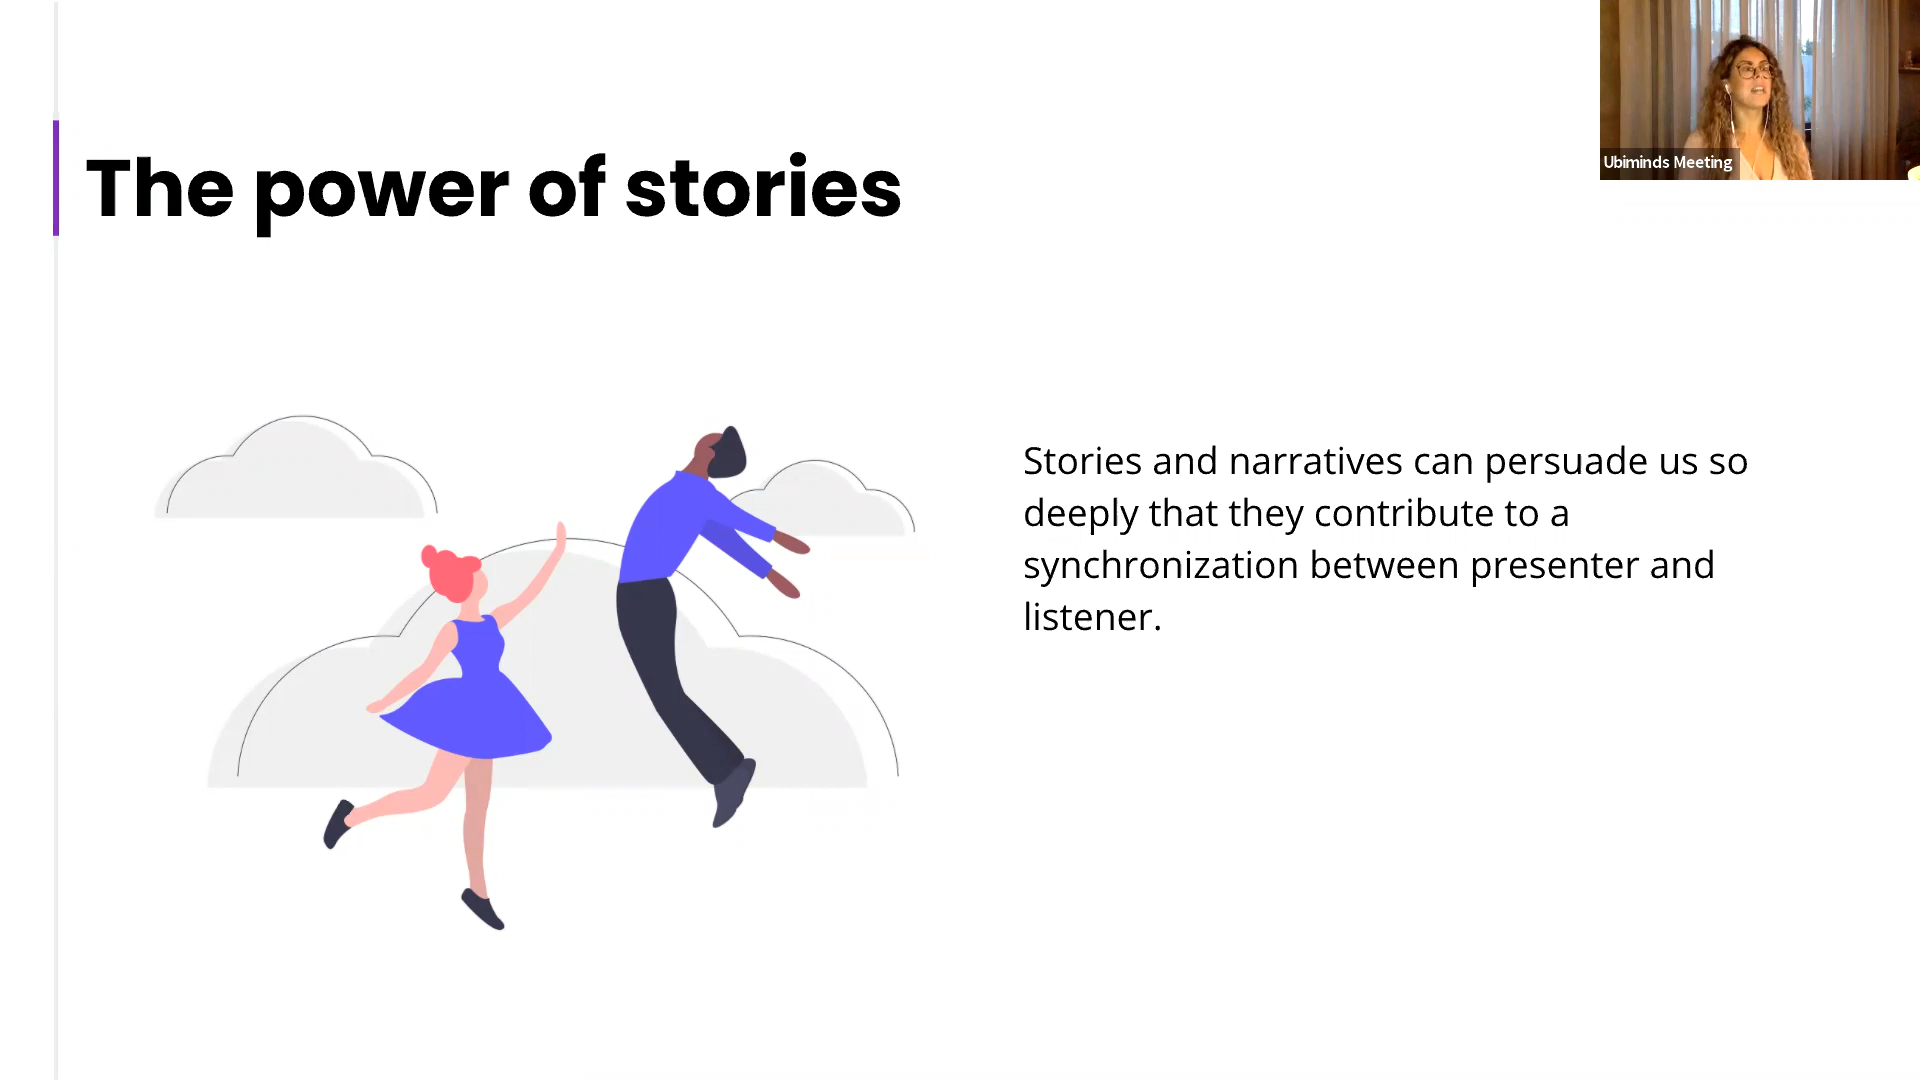 The power of stories
Ubiminds Meeting
Stories and narratives can persuade us so
deeply that they contribute to a
synchronization between presenter and
listener.